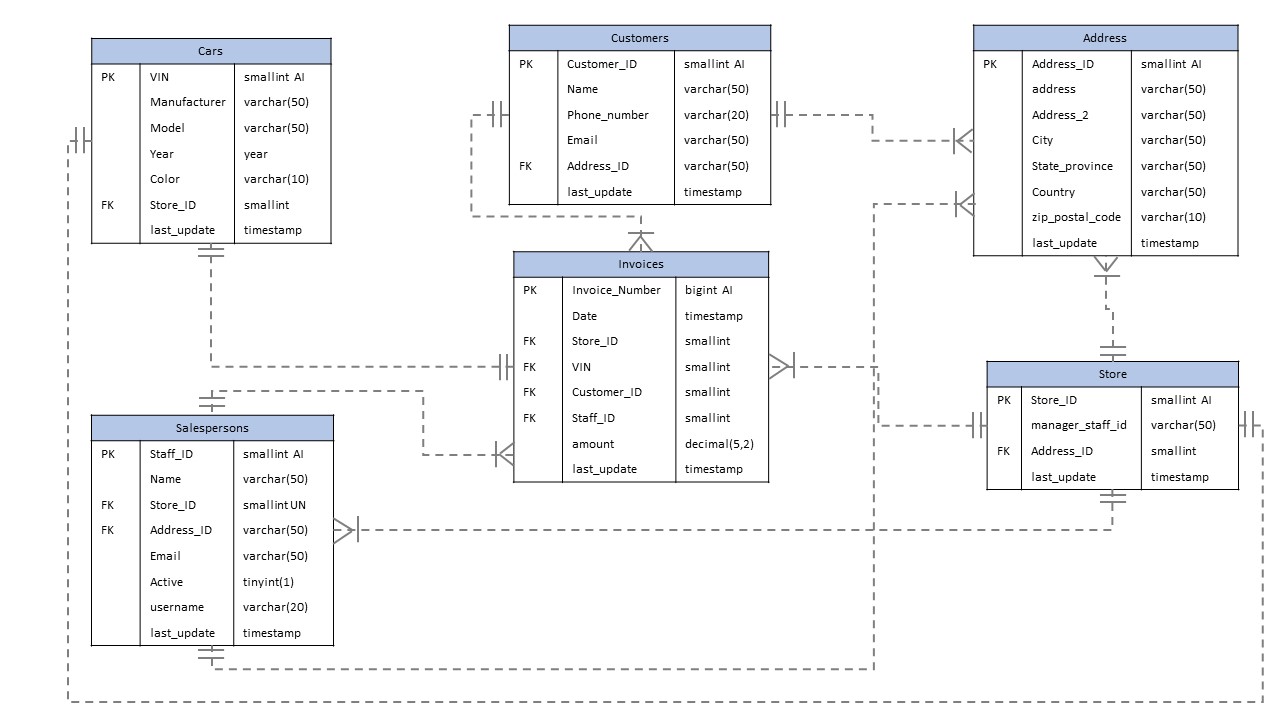 Cars
PK VIN smallint AI
Manufacturer varchar(50)
Model varchar(50)
Year year
Color varchar(10)
FK Store_ID smallint
last_update timestamp
Customers
PK Customer_ID smallint AI
Name varchar(50)
Phone_number varchar(20)
Email varchar(50)
FK Address_ID varchar(50)
last_update timestamp
Address
PK Address_ID smallint AI
address varchar(50)
Address_2 varchar(50)
City varchar(50)
State_province varchar(50)
Country varchar(50)
zip_postal_code varchar(10)
last_update timestamp
Invoices
PK Invoice_Number bigint AI
Date timestamp
FK Store_ID smallint
FK VIN smallint
FK Customer_ID smallint
FK Staff_ID smallint
amount decimal(5,2)
last_update timestamp
Store
PK Store_ID smallint AI
manager_staff_id varchar(50)
FK Address_ID smallint
last_update timestamp
Salespersons
PK Staff_ID smallint AI
Name varchar(50)
FK Store_ID smallint UN
FK Address_ID varchar(50)
Email varchar(50)
Active tinyint(1)
username varchar(20)
last_update timestamp